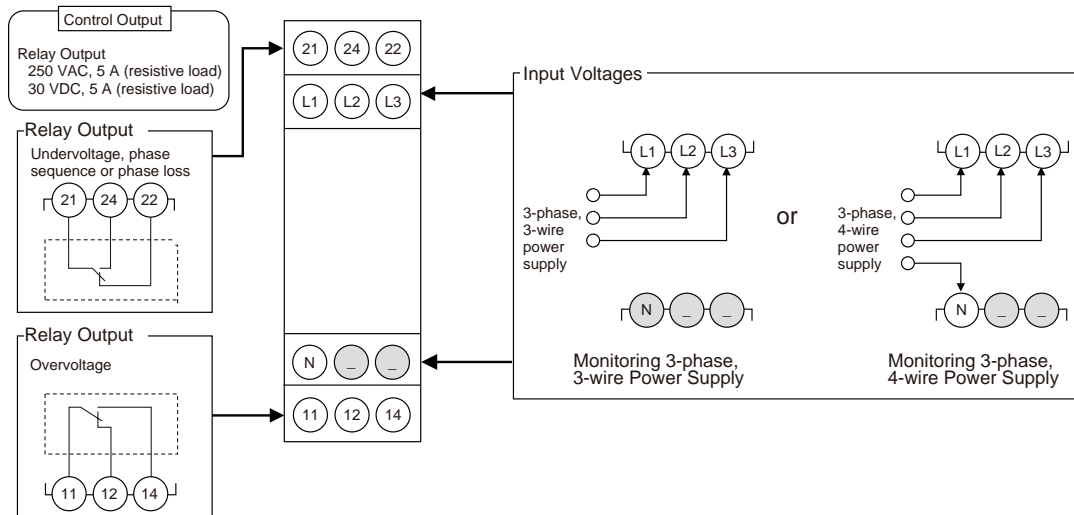 Control Output
Relay Output
250 VAC, 5 A (resistive load)
30 VDC, 5 A (resistive load)
Relay Output
Undervoltage, phase
sequence or phase loss
21 24 22
Relay Output
Overvoltage
11 12 14
21 24 22
L1 L2 L3
N _ _
11 12 14
Input Voltages
L1 L2 L3
3-phase,
3-wire
power
supply
N _ _
Monitoring 3-phase,
3-wire Power Supply
or
L1 L2 L3
3-phase,
4-wire
power
supply
N _ _
Monitoring 3-phase,
4-wire Power Supply